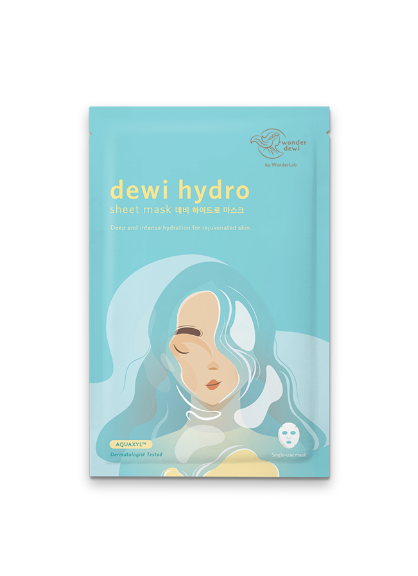 wonder
dewi
by WonderLab
dewi hydro
sheet mask 데비 하이드로 마스크
Deep and intense hydration for rejuvenated skin
AQUAXYL™
Dermatologist Tested
Single-use mask